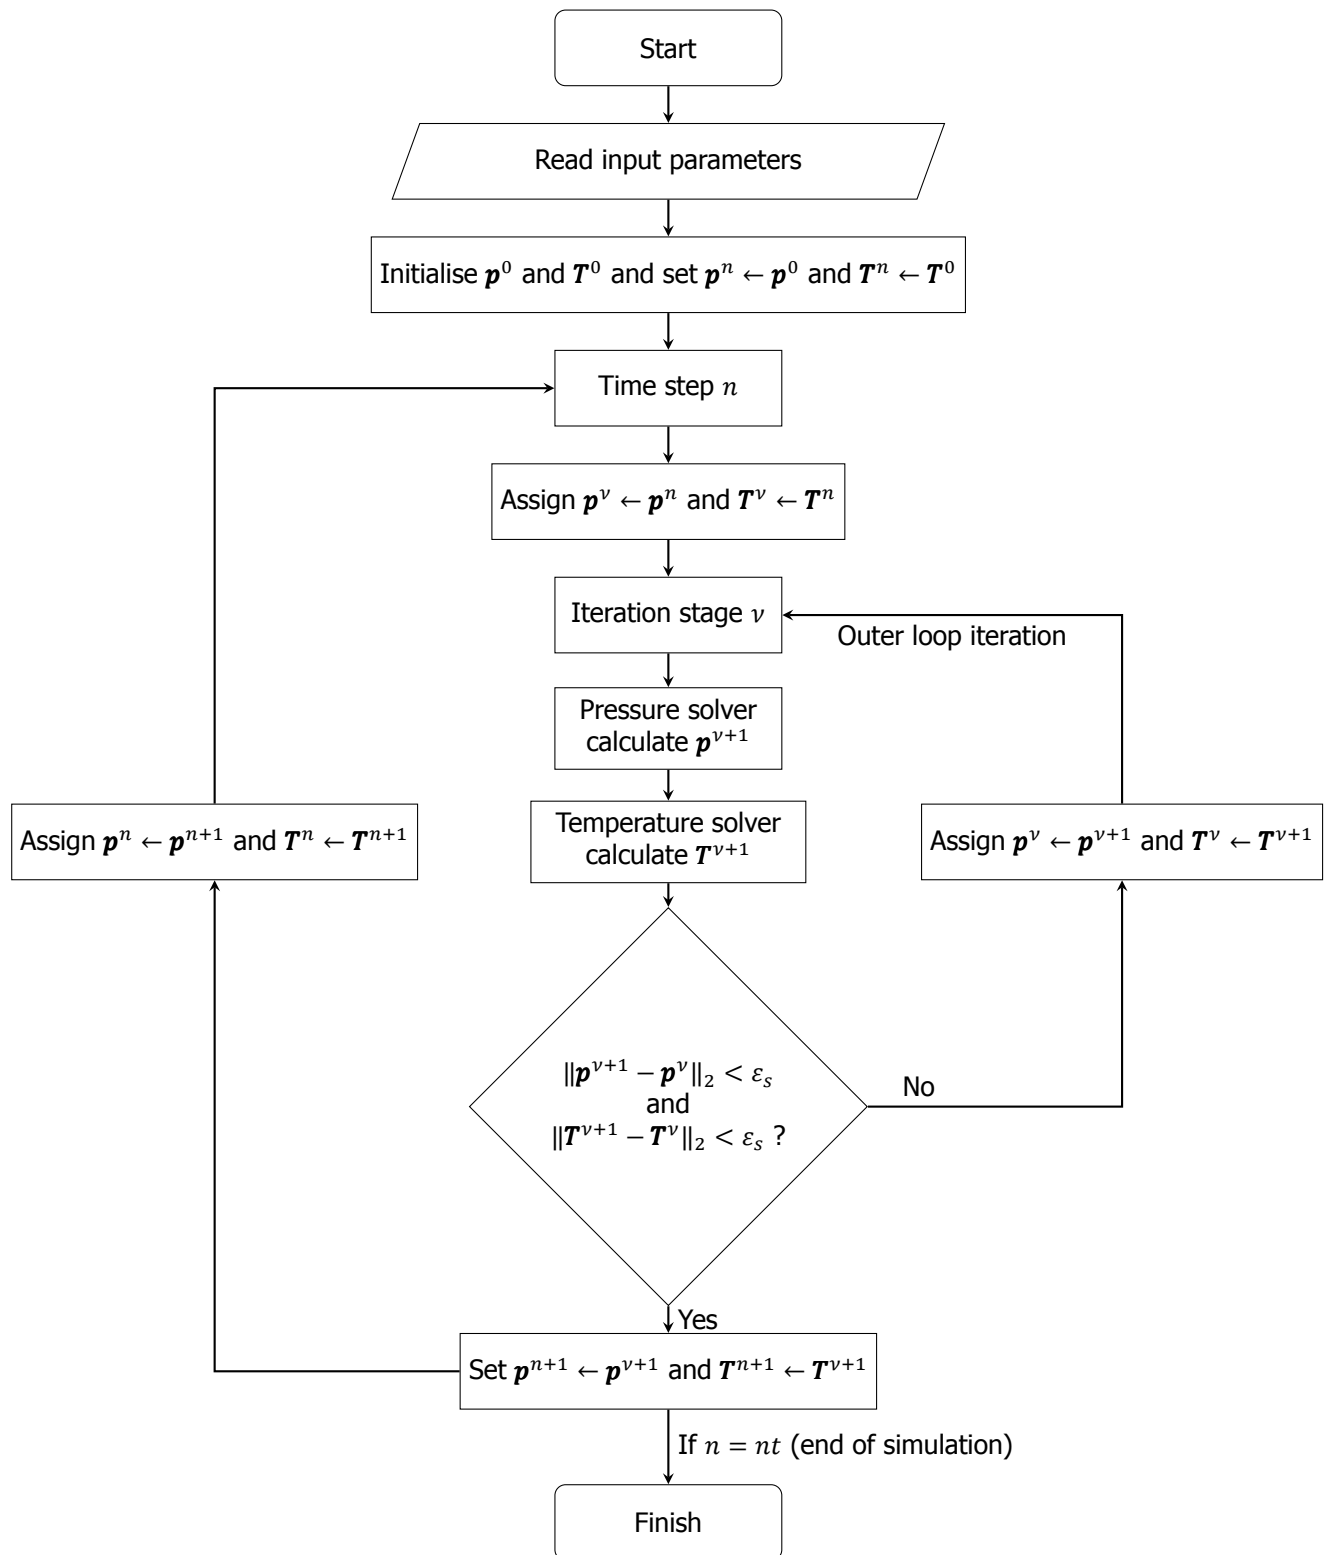 Start
Read input parameters
Initialise 𝒑⁰ and 𝑻⁰ and set 𝒑ⁿ ← 𝒑⁰ and 𝑻ⁿ ← 𝑻⁰
Time step 𝑛
Assign 𝒑^𝜈 ← 𝒑ⁿ and 𝑻^𝜈 ← 𝑻ⁿ
Iteration stage 𝜈
Outer loop iteration
Pressure solver
calculate 𝒑^{𝜈+1}
Temperature solver
calculate 𝑻^{𝜈+1}
Assign 𝒑ⁿ ← 𝒑^{𝑛+1} and 𝑻ⁿ ← 𝑻^{𝑛+1}
Assign 𝒑^𝜈 ← 𝒑^{𝜈+1} and 𝑻^𝜈 ← 𝑻^{𝜈+1}
‖𝒑^{𝜈+1} − 𝒑^𝜈‖₂ < 𝜀ₛ
and
‖𝑻^{𝜈+1} − 𝑻^𝜈‖₂ < 𝜀ₛ ?
No
Yes
Set 𝒑^{𝑛+1} ← 𝒑^{𝜈+1} and 𝑻^{𝑛+1} ← 𝑻^{𝜈+1}
If 𝑛 = 𝑛𝑡 (end of simulation)
Finish